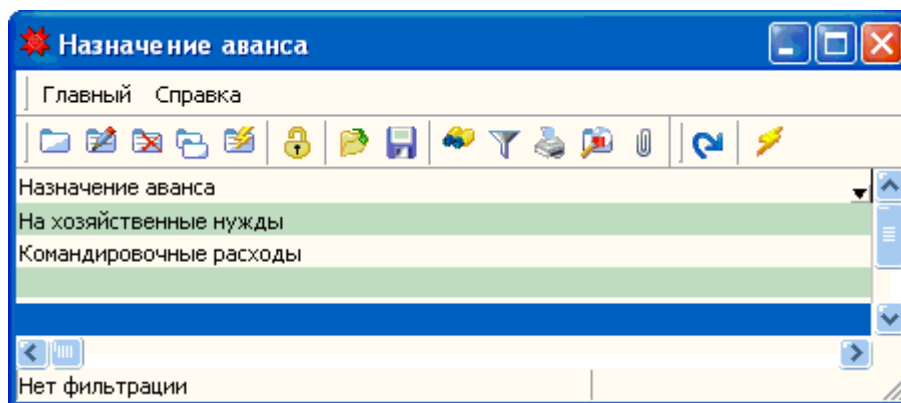 Назначение аванса
Главный Справка
Назначение аванса
На хозяйственные нужды
Командировочные расходы
Нет фильтрации